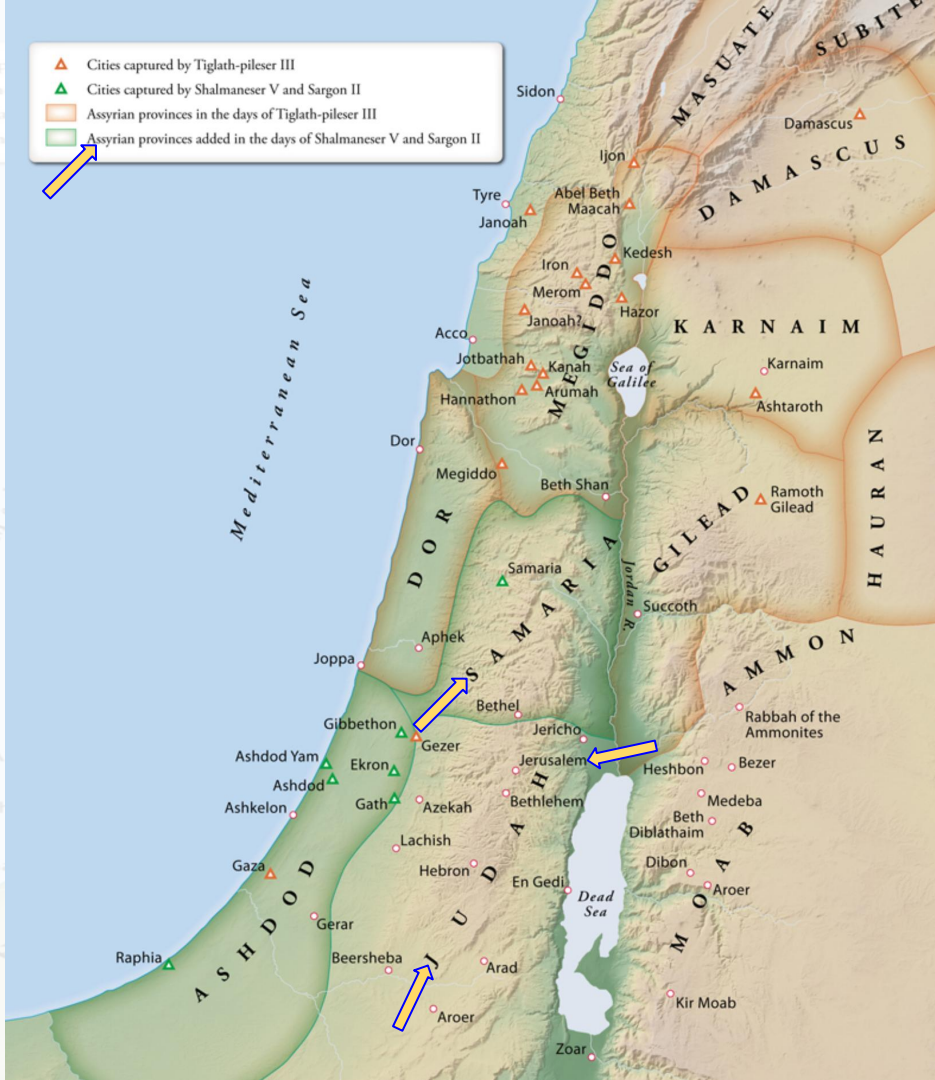 Cities captured by Tiglath-pileser III
Cities captured by Shalmaneser V and Sargon II
Assyrian provinces in the days of Tiglath-pileser III
Assyrian provinces added in the days of Shalmaneser V and Sargon II
MASUATE
SUBITE
Sidon
Damascus
DAMASCUS
Ijon
Tyre
Janoah
Abel Beth
Maacah
Kedesh
Iron
Merom
Hazor
Janoah?
MEGIDDO
KARNAIM
Acco
Jotbathah
Kanah
Sea of
Galilee
Karnaim
Hannathon
Arumah
Ashtaroth
Mediterranean Sea
Dor
Megiddo
Beth Shan
Ramoth
Gilead
GILEAD
HAURAN
DOR
Samaria
SAMARIA
Jordan R.
Succoth
Aphek
Joppa
AMMON
Bethel
Rabbah of the
Ammonites
Gibbethon
Gezer
Jericho
Jerusalem
Heshbon
Bezer
Ashdod Yam
Ekron
Ashdod
Gath
Azekah
Bethlehem
Medeba
Ashkelon
Beth
Diblathaim
Lachish
JUDAH
MOAB
Gaza
Hebron
Dibon
En Gedi
Aroer
Dead
Sea
ASHDOD
Gerar
Raphia
Beersheba
Arad
Kir Moab
Aroer
Zoar